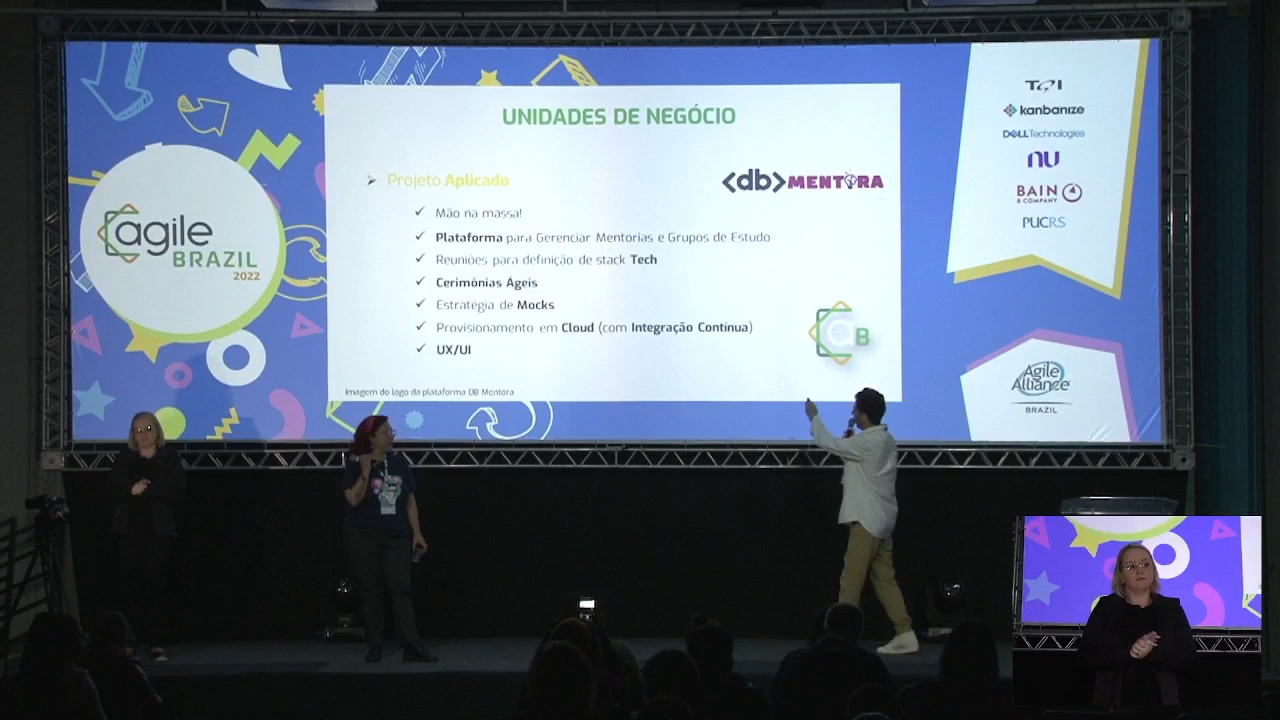 agile
BRAZIL
2022
UNIDADES DE NEGÓCIO
Projeto Aplicado
<db>MENTORA
Mão na massa!
Plataforma para Gerenciar Mentorias e Grupos de Estudo
Reuniões para definição de stack Tech
Cerimônias Ágeis
Estratégia de Mocks
Provisionamento em Cloud (com Integração Contínua)
UX/UI
aB
Imagem do logo da plataforma DB Mentora
TQI
kanbanize
DELL Technologies
nu
BAIN
& COMPANY
PUCRS
Agile
Alliance
BRAZIL